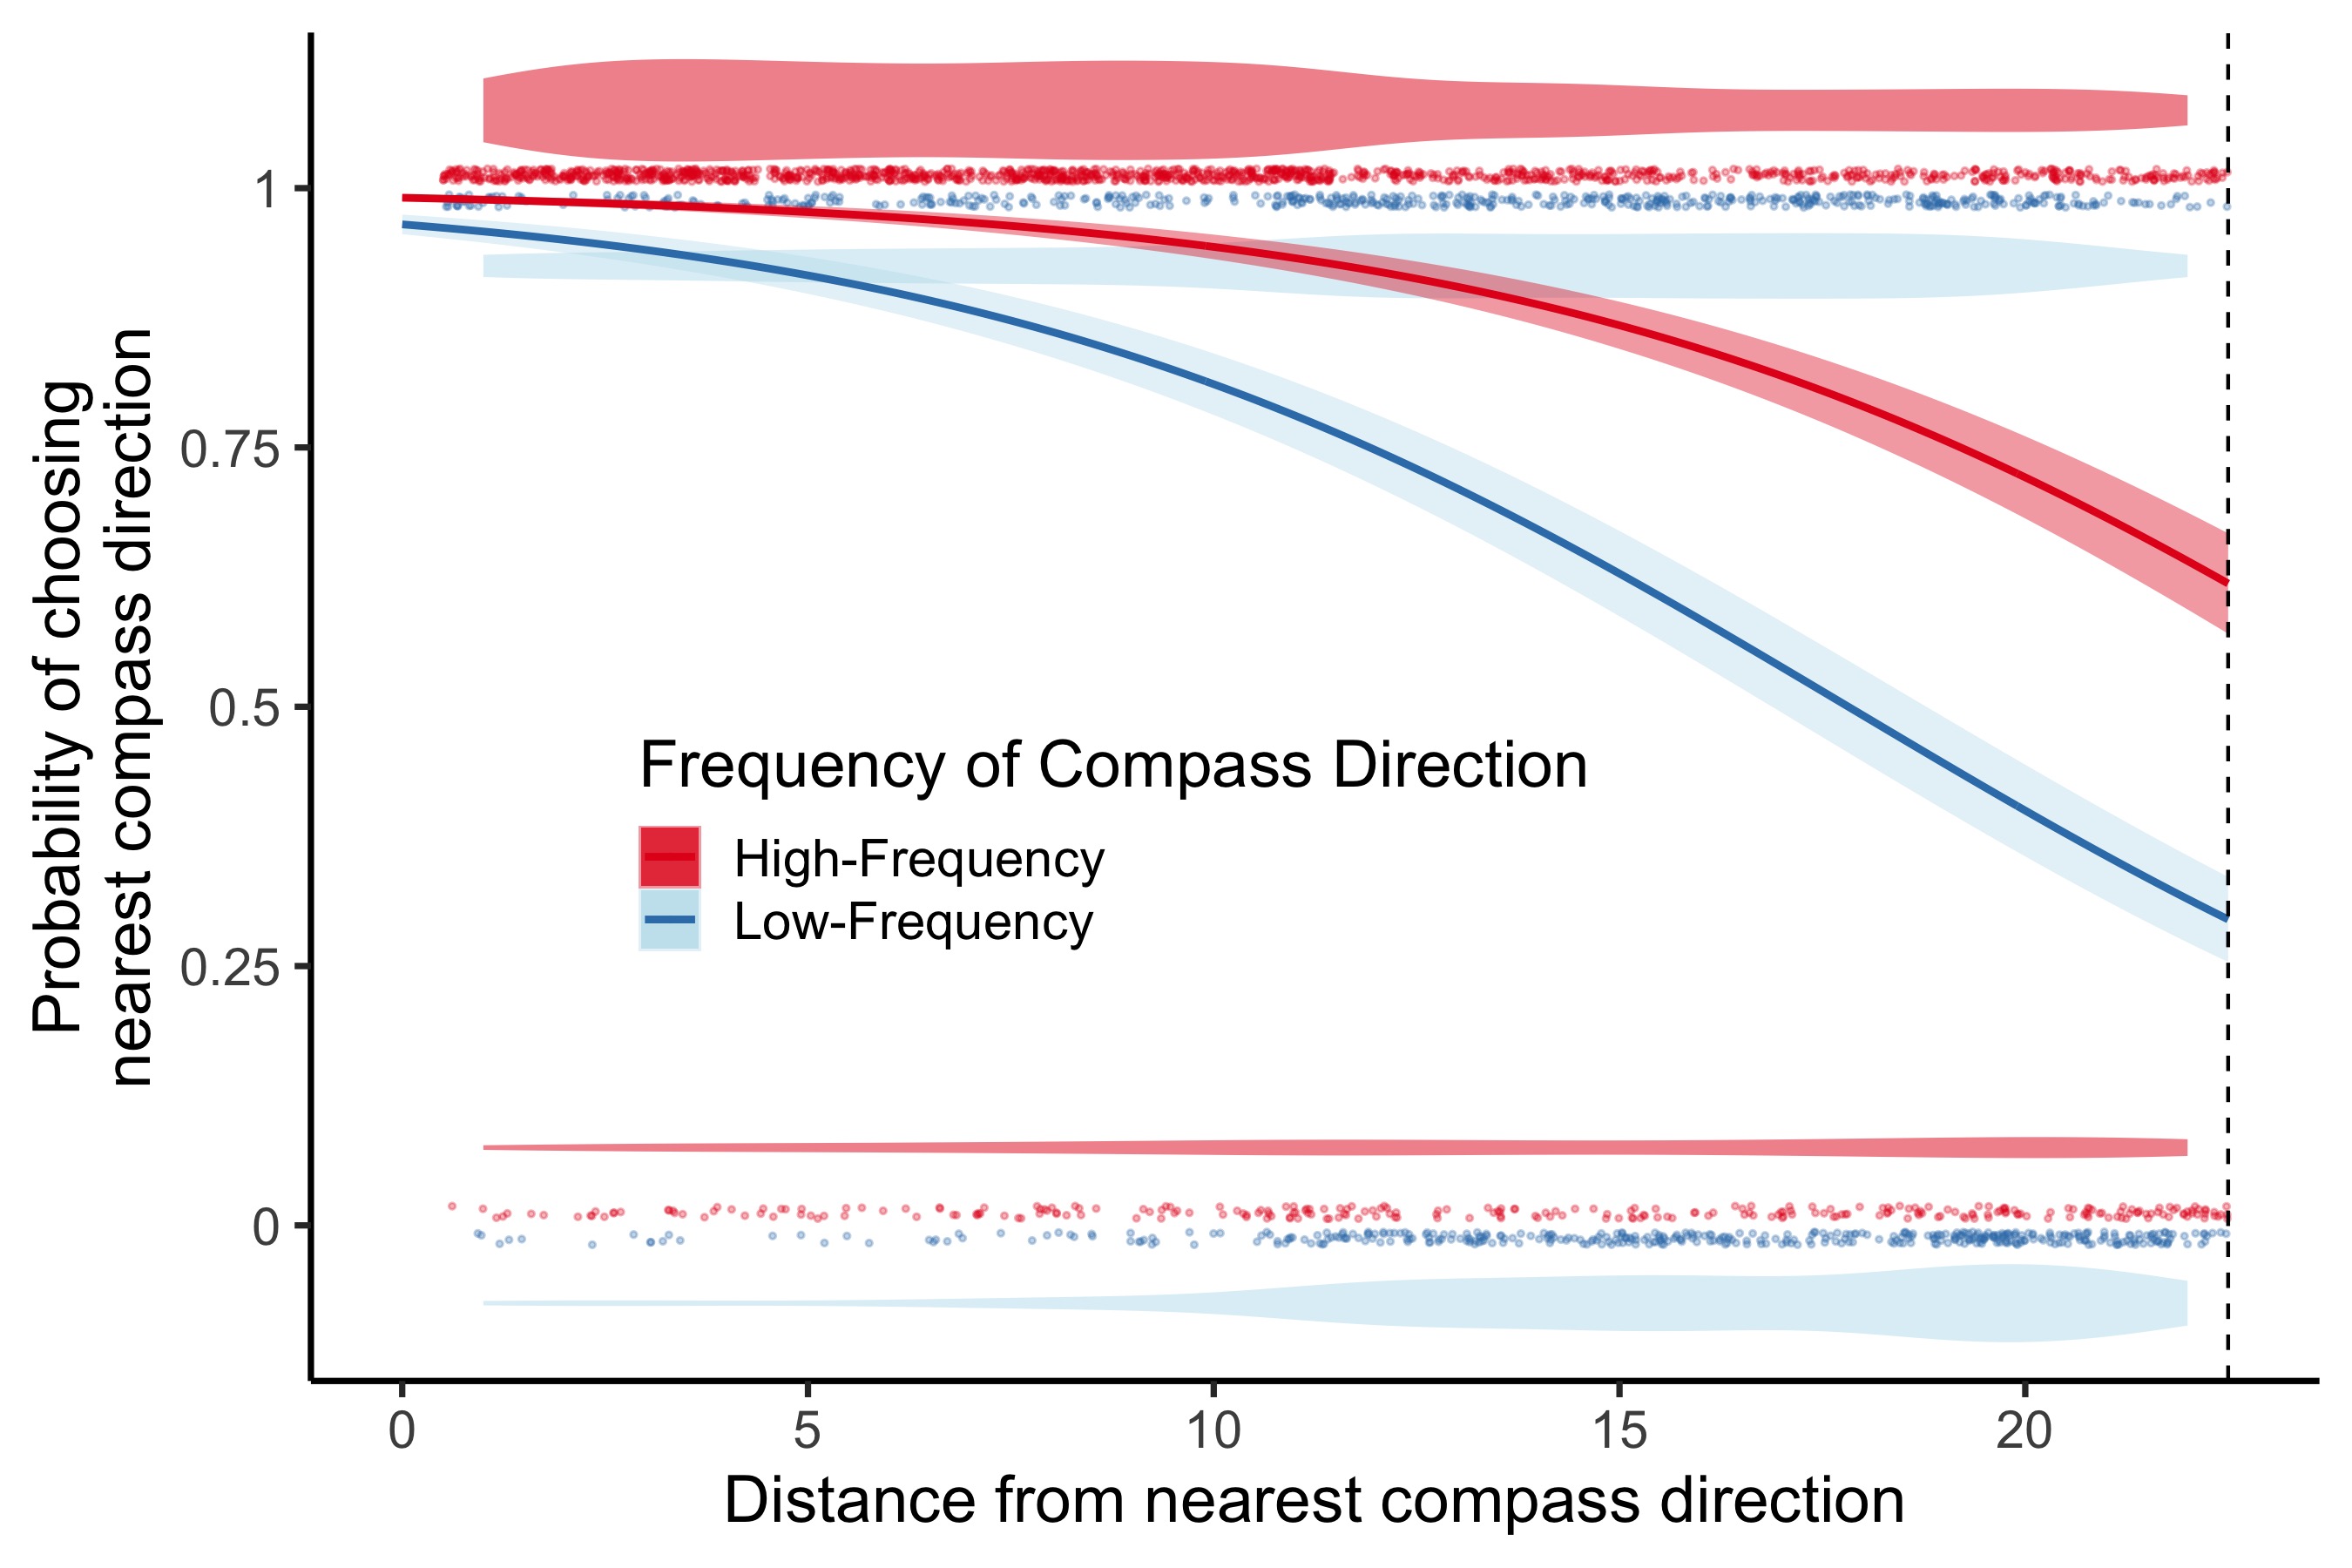 Probability of choosing
nearest compass direction
1
0.75
0.5
0.25
0
Frequency of Compass Direction
High-Frequency
Low-Frequency
0 5 10 15 20
Distance from nearest compass direction